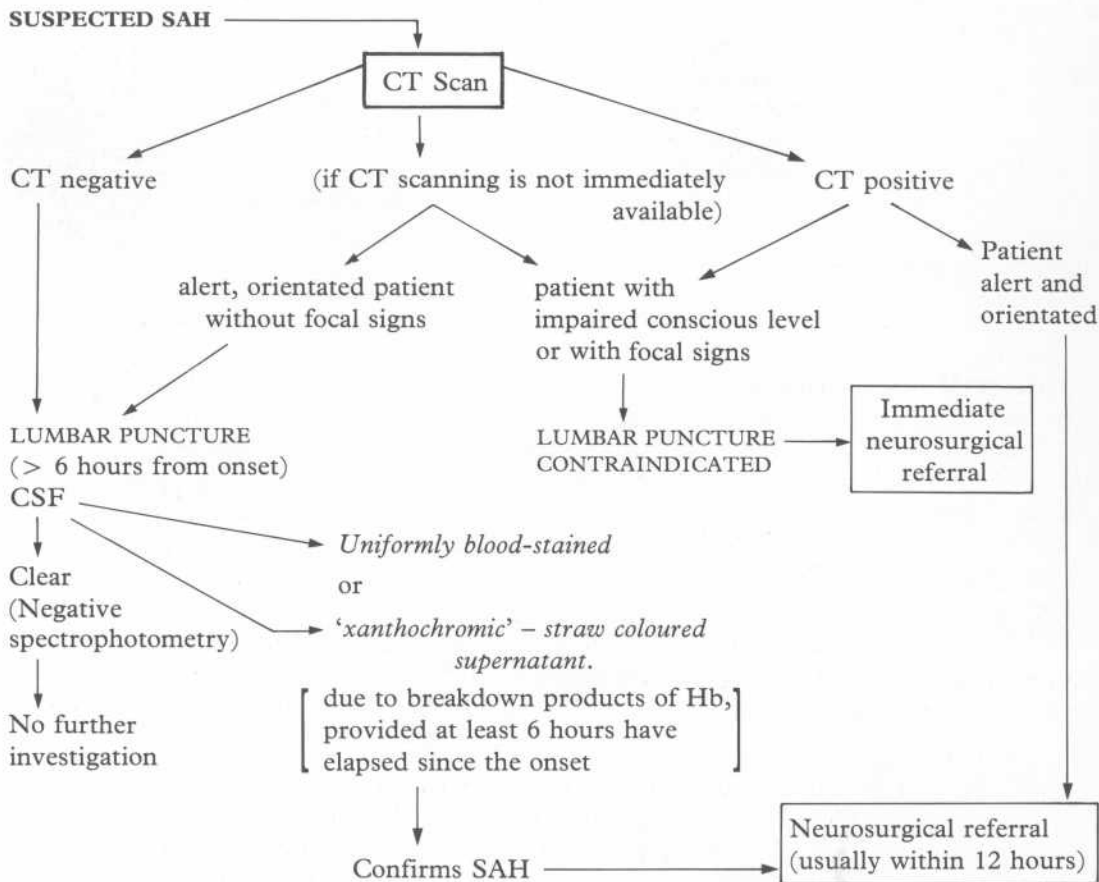 SUSPECTED SAH
CT Scan
CT negative
(if CT scanning is not immediately
available)
CT positive
alert, orientated patient
without focal signs
patient with
impaired conscious level
or with focal signs
Patient
alert and
orientated
LUMBAR PUNCTURE
(> 6 hours from onset)
CSF
LUMBAR PUNCTURE
CONTRAINDICATED
Immediate
neurosurgical
referral
Uniformly blood-stained
or
Clear
(Negative
spectrophotometry)
‘xanthochromic’ – straw coloured
supernatant.
due to breakdown products of Hb,
provided at least 6 hours have
elapsed since the onset
No further
investigation
Confirms SAH
Neurosurgical referral
(usually within 12 hours)